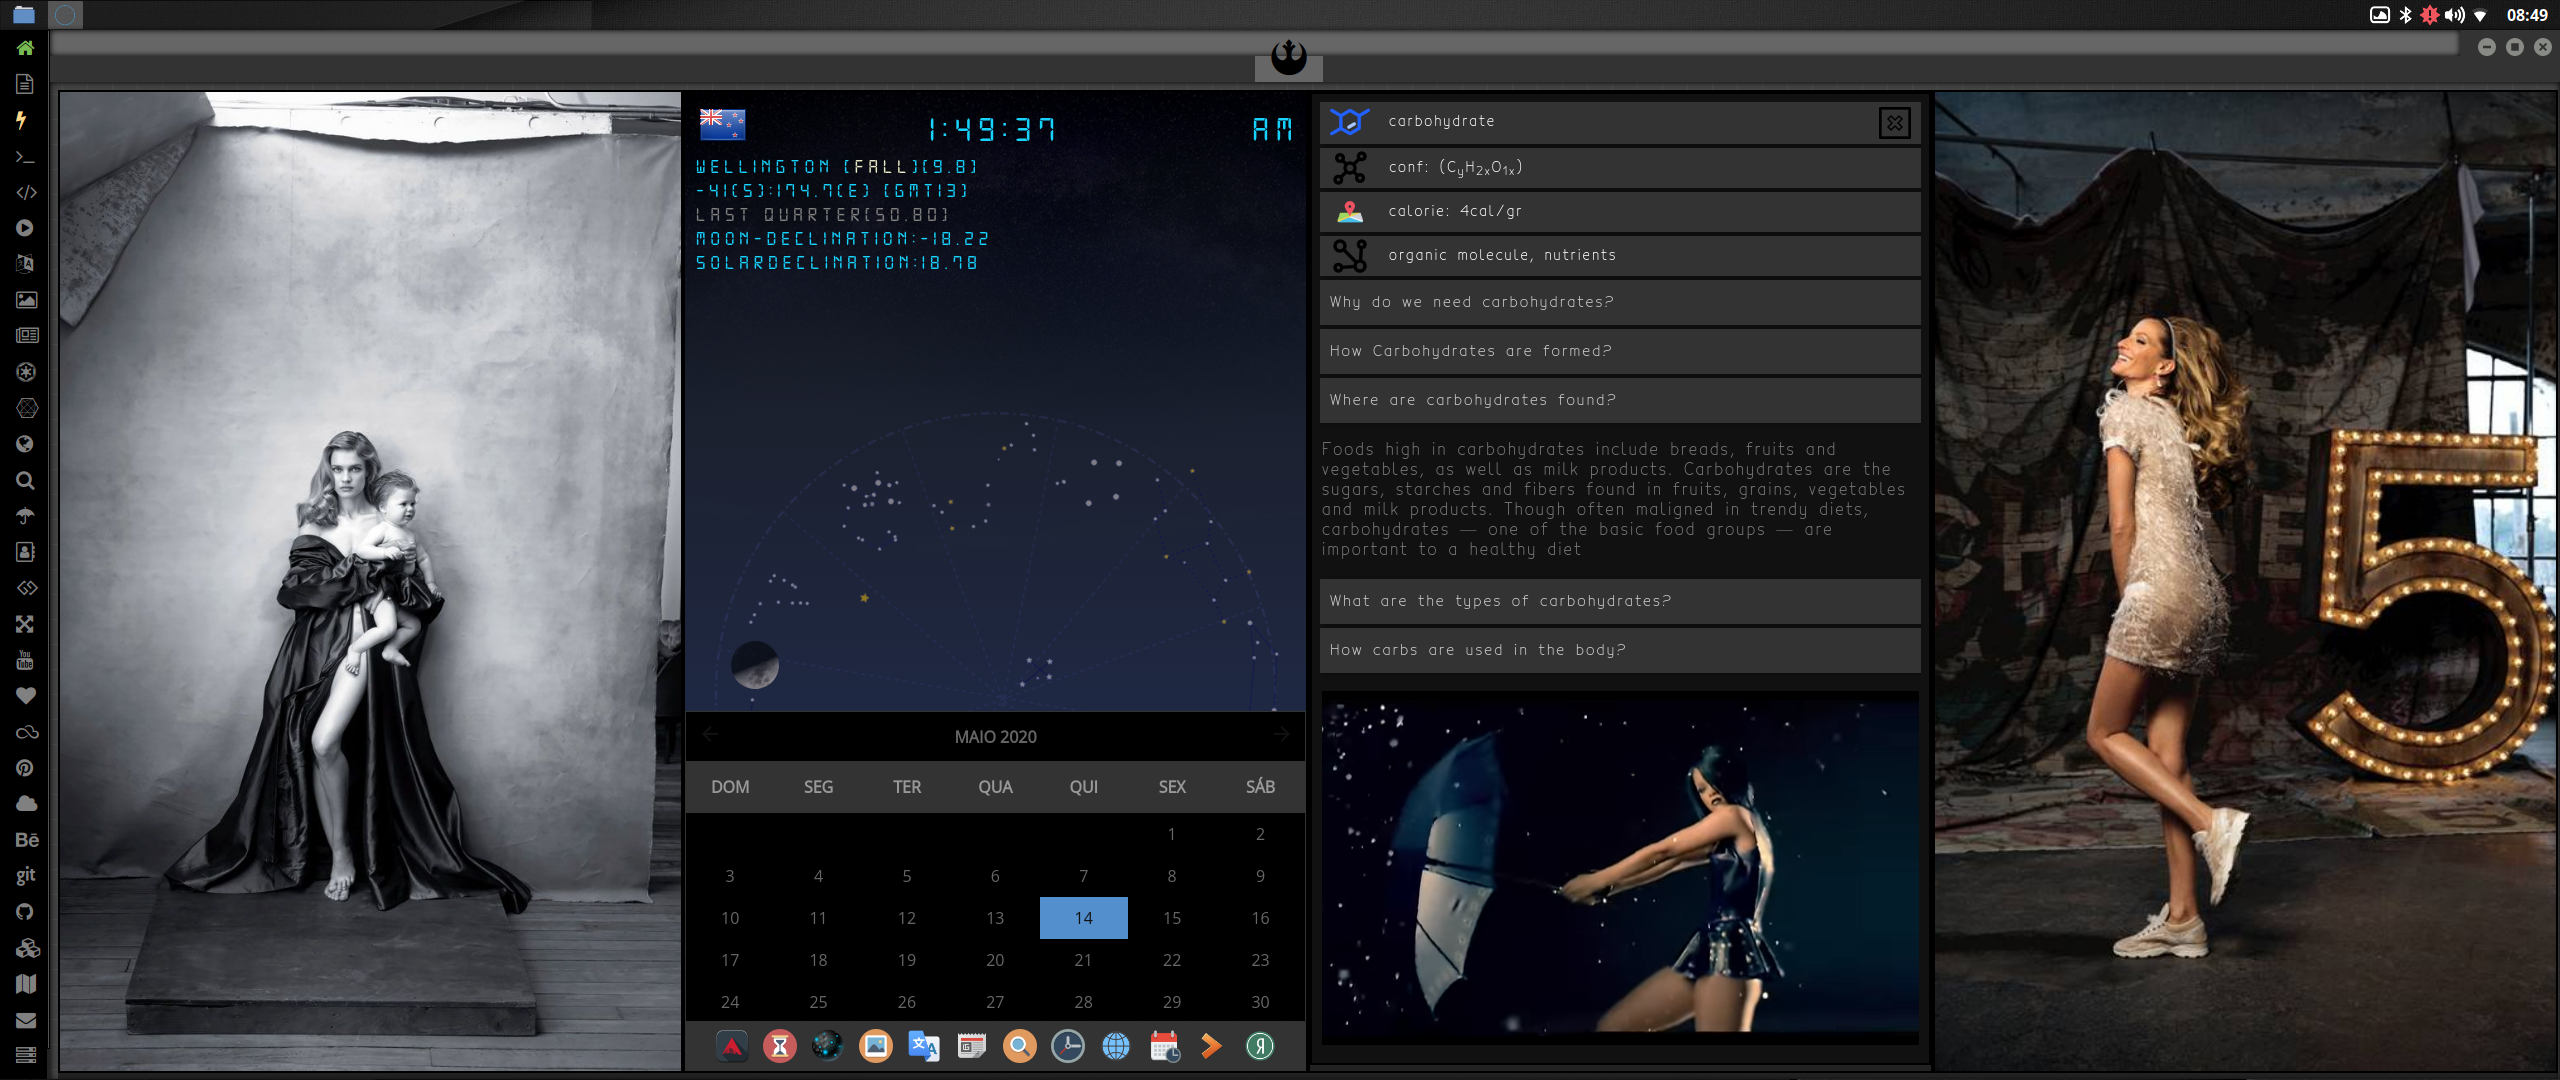 08:49
You
Tube
Bē
git
1:49:37 AM
WELLINGTON [FALL][9.8]
-41(S):174.7(E) [GMT13]
LAST QUARTER[50.80]
MOON-DECLINATION:-18.22
SOLARDECLINATION:18.78
MAIO 2020
DOM SEG TER QUA QUI SEX SÁB
1 2
3 4 5 6 7 8 9
10 11 12 13 14 15 16
17 18 19 20 21 22 23
24 25 26 27 28 29 30
carbohydrate
conf: (CyH2xO1x)
calorie: 4cal/gr
organic molecule, nutrients
Why do we need carbohydrates?
How Carbohydrates are formed?
Where are carbohydrates found?
Foods high in carbohydrates include breads, fruits and
vegetables, as well as milk products. Carbohydrates are the
sugars, starches and fibers found in fruits, grains, vegetables
and milk products. Though often maligned in trendy diets,
carbohydrates — one of the basic food groups — are
important to a healthy diet
What are the types of carbohydrates?
How carbs are used in the body?
5